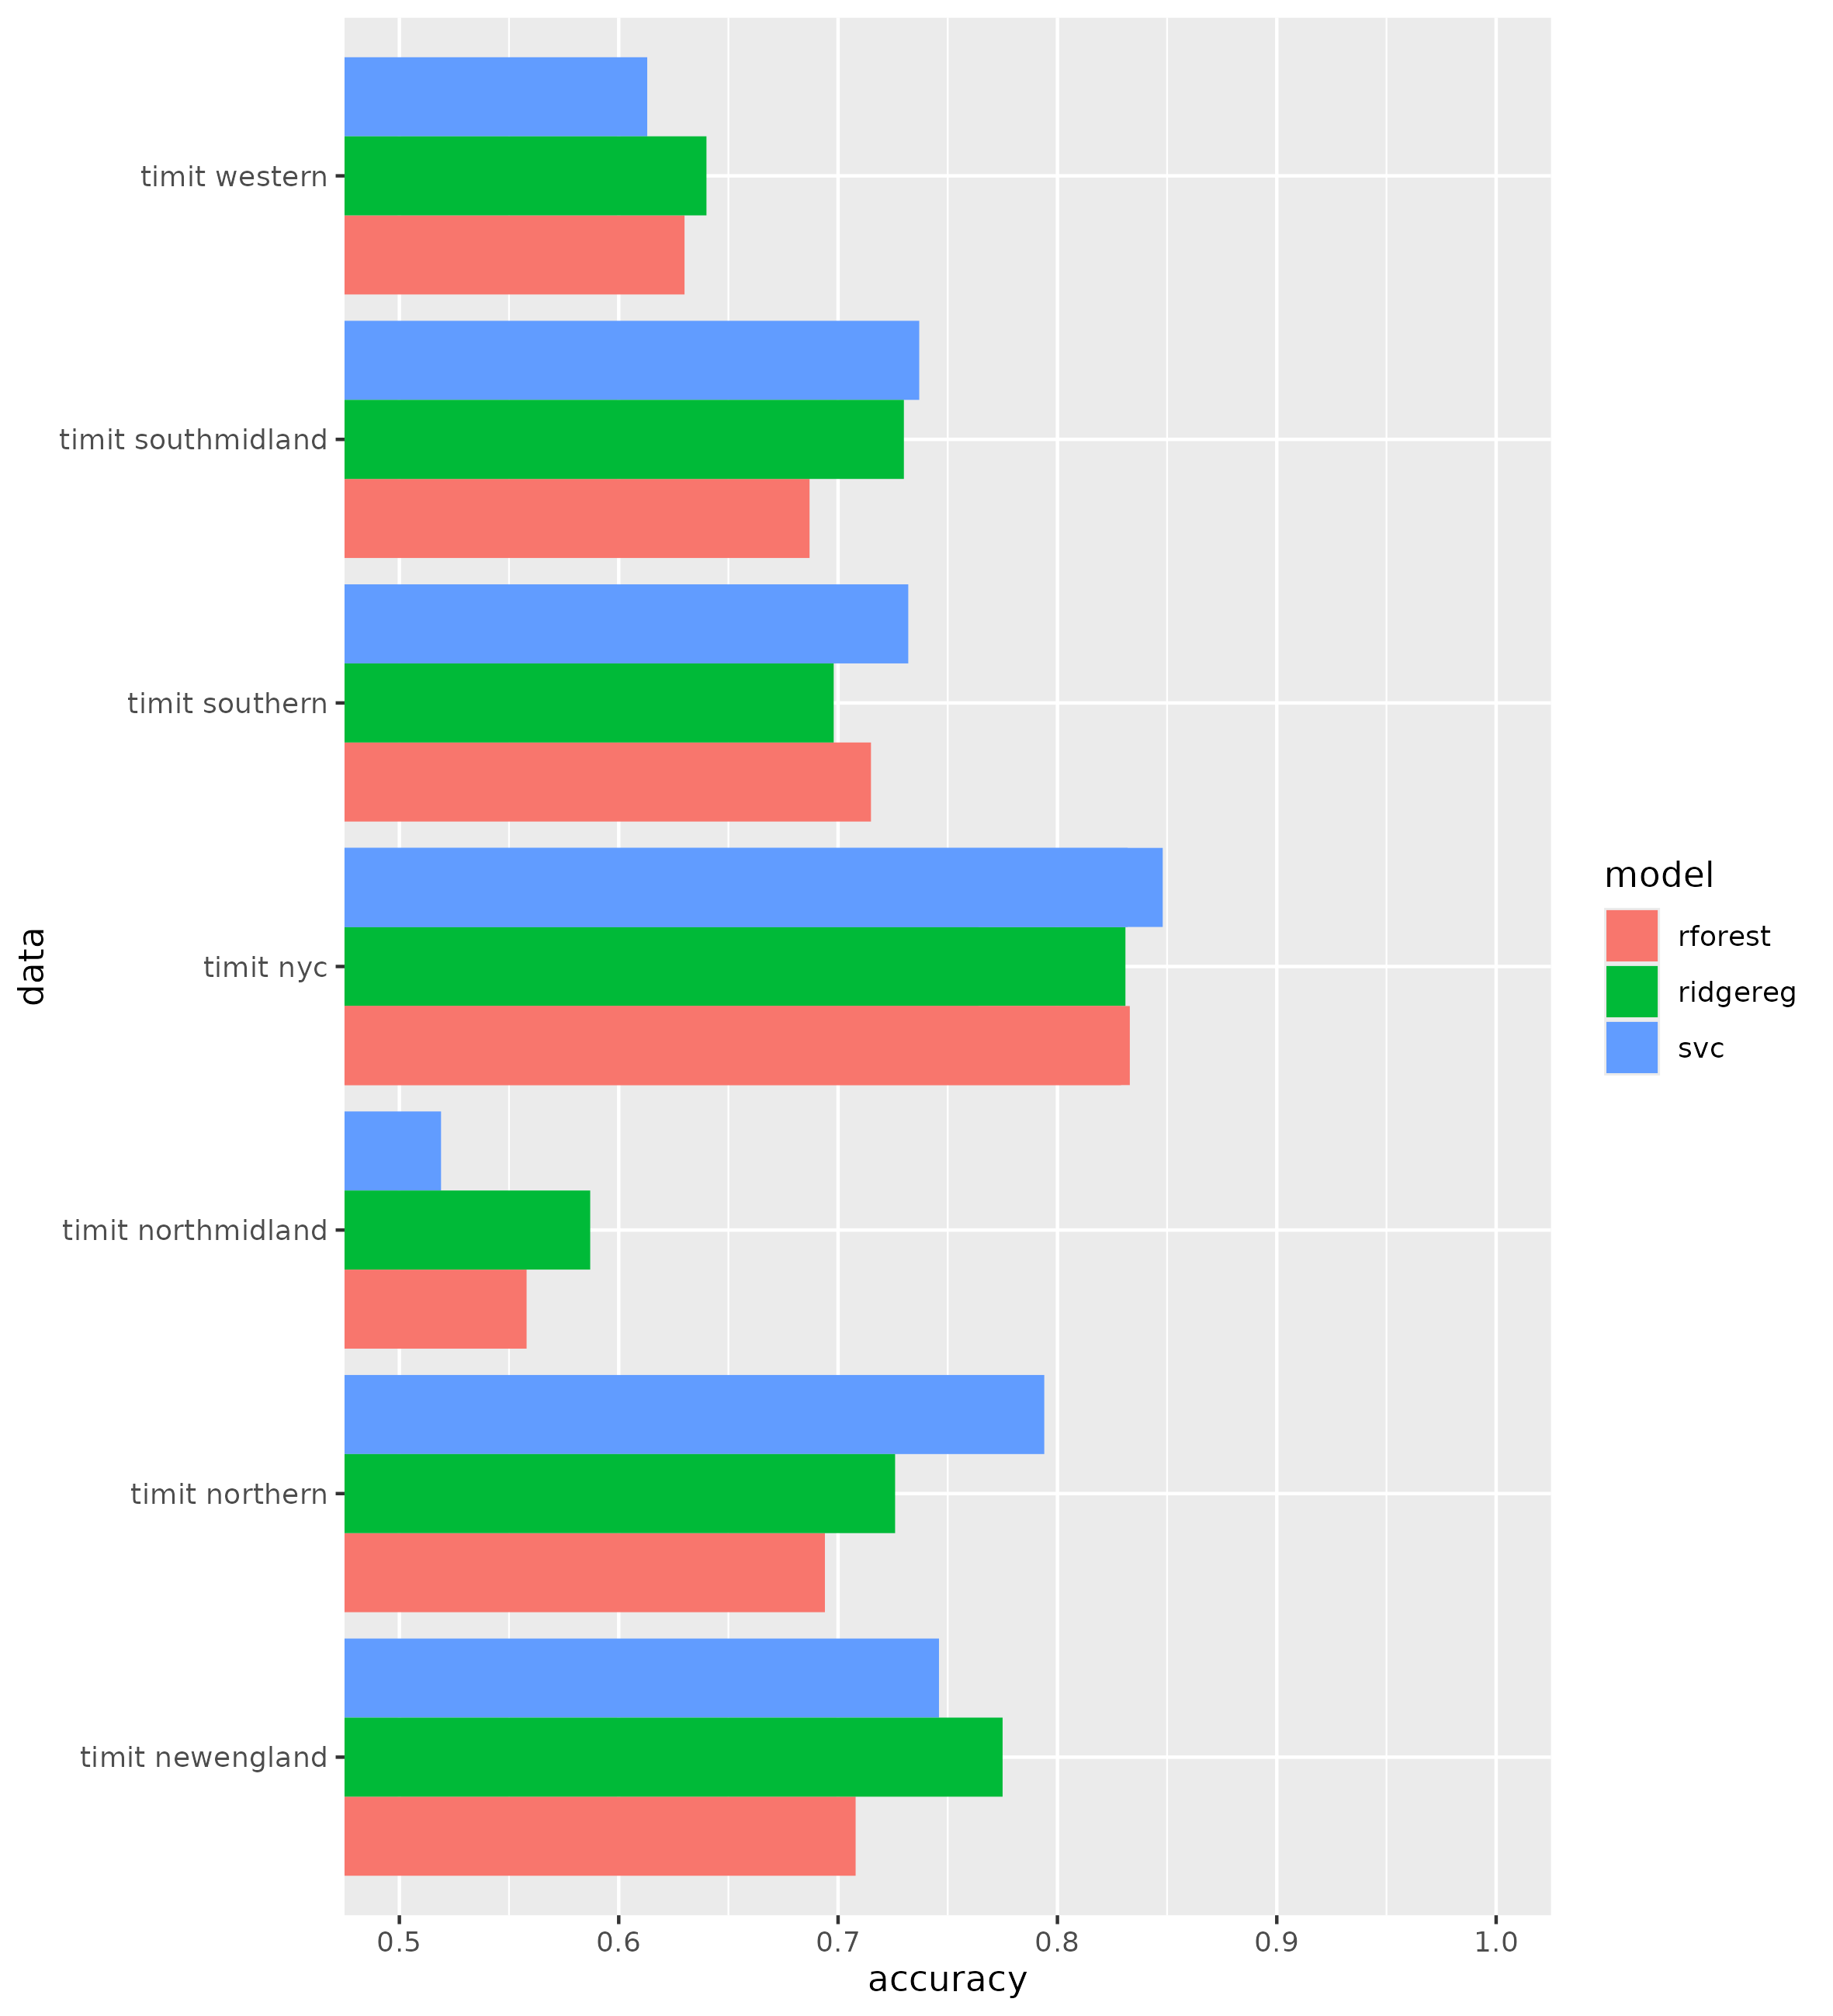 timit western
timit southmidland
timit southern
timit nyc
timit northmidland
timit northern
timit newengland
data
0.5 0.6 0.7 0.8 0.9 1.0
accuracy
model
rforest
ridgereg
svc